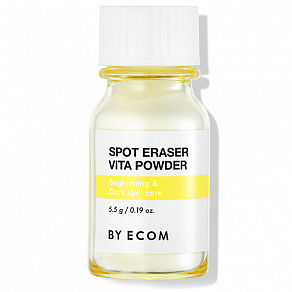 SPOT ERASER
VITA POWDER
Brightening &
Dark spot care
5.5 g / 0.19 oz.
BY ECOM